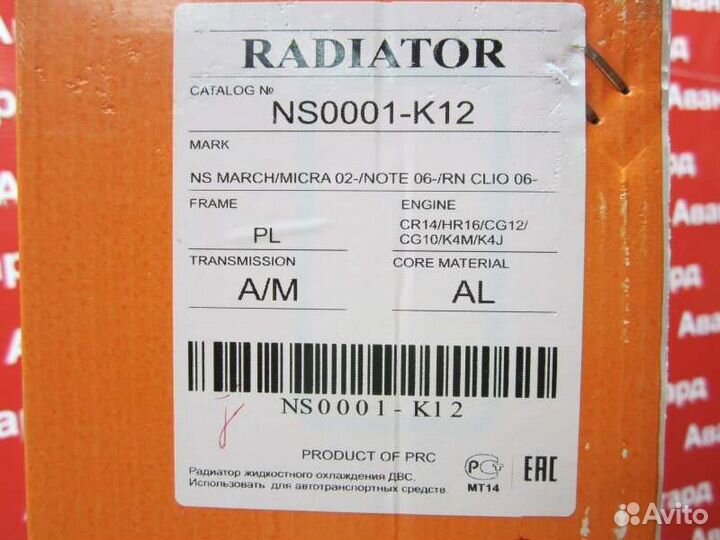 RADIATOR
CATALOG №
NS0001-K12
MARK
NS MARCH/MICRA 02-/NOTE 06-/RN CLIO 06-
FRAME
PL
ENGINE
CR14/HR16/CG12/
CG10/K4M/K4J
TRANSMISSION
A/M
CORE MATERIAL
AL
NS0001-K12
PRODUCT OF PRC
Радиатор жидкостного охлаждения ДВС.
Использовать для автотранспортных средств.
МТ14
EAC
Avito